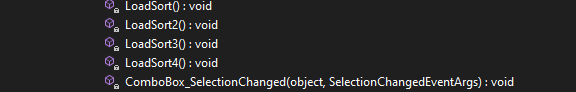 LoadSort() : void
LoadSort2() : void
LoadSort3() : void
LoadSort4() : void
ComboBox_SelectionChanged(object, SelectionChangedEventArgs) : void